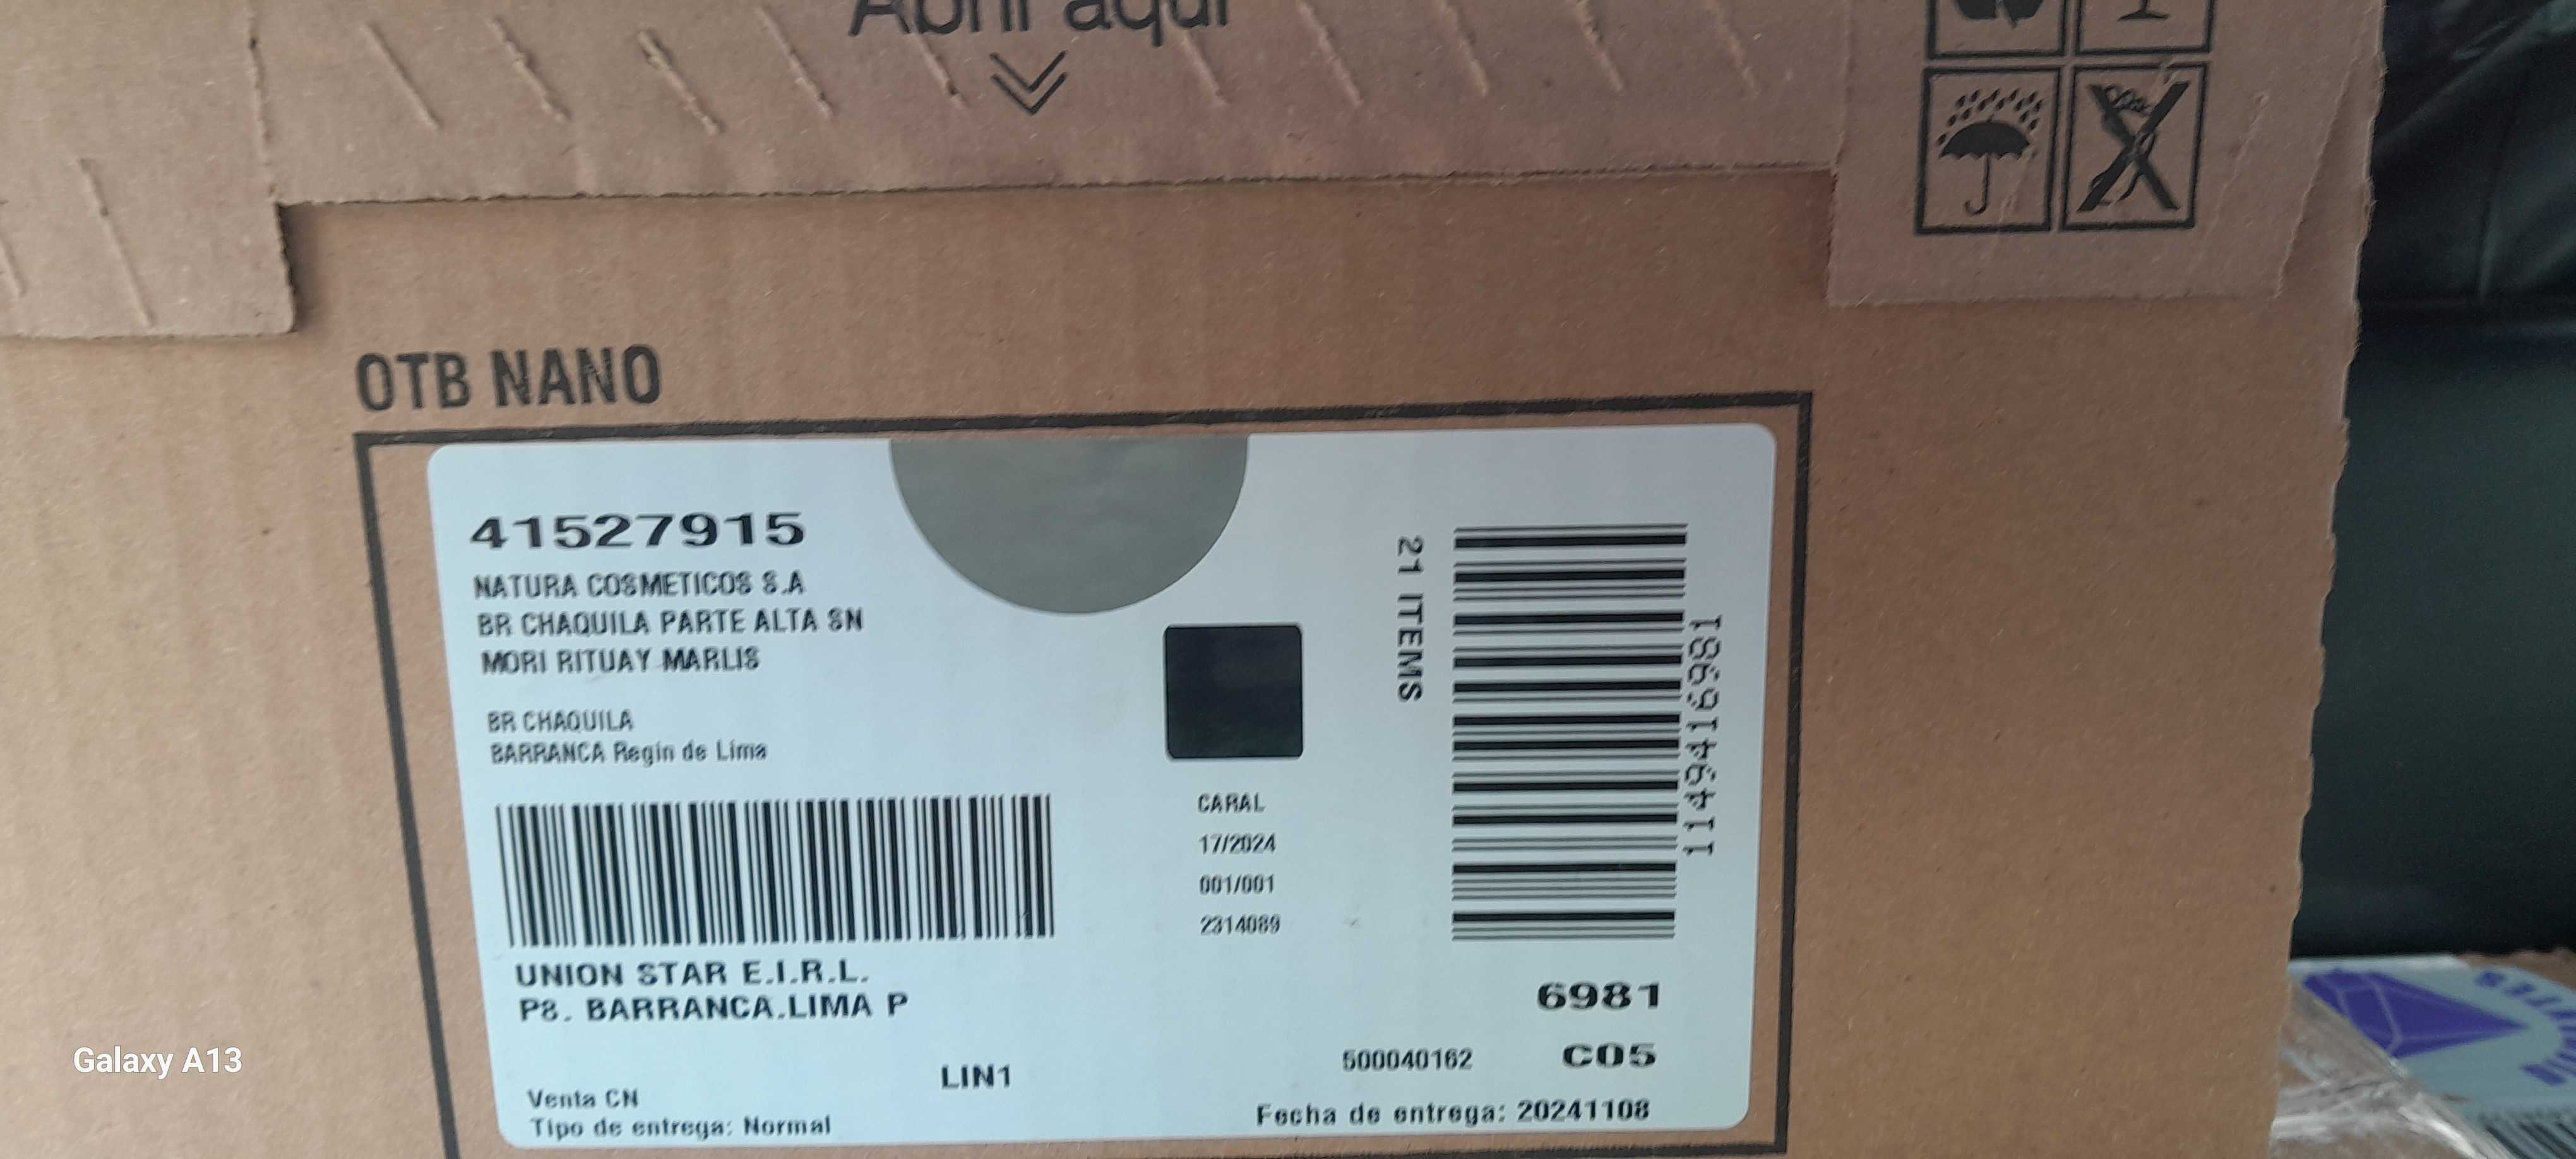 Abrir aquí
OTB NANO
41527915
NATURA COSMETICOS S.A
BR CHAQUILA PARTE ALTA SN
MORI RITUAY MARLIS
BR CHAQUILA
BARRANCA Regin de Lima
UNION STAR E.I.R.L.
P8. BARRANCA.LIMA P
LIN1
Venta CN
Tipo de entrega: Normal
CARAL
17/2024
001/001
2314089
21 ITEMS
114641696981
6981
500040162
C05
Fecha de entrega: 20241108
Galaxy A13